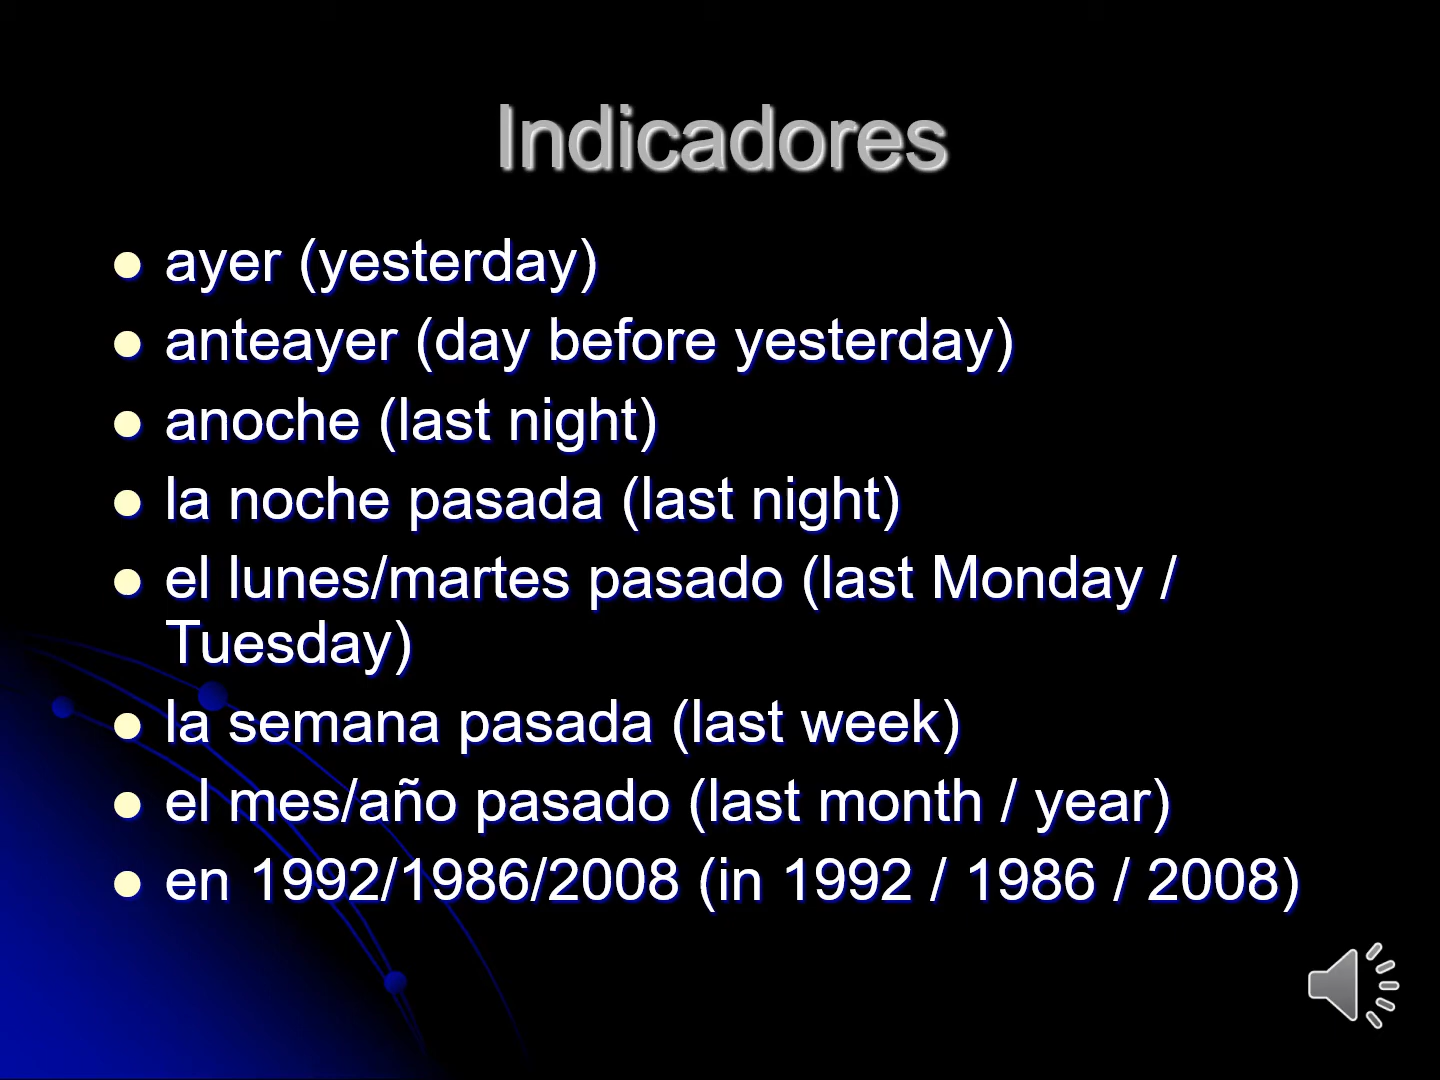 Indicadores
ayer (yesterday)
anteayer (day before yesterday)
anoche (last night)
la noche pasada (last night)
el lunes/martes pasado (last Monday /
Tuesday)
la semana pasada (last week)
el mes/año pasado (last month / year)
en 1992/1986/2008 (in 1992 / 1986 / 2008)